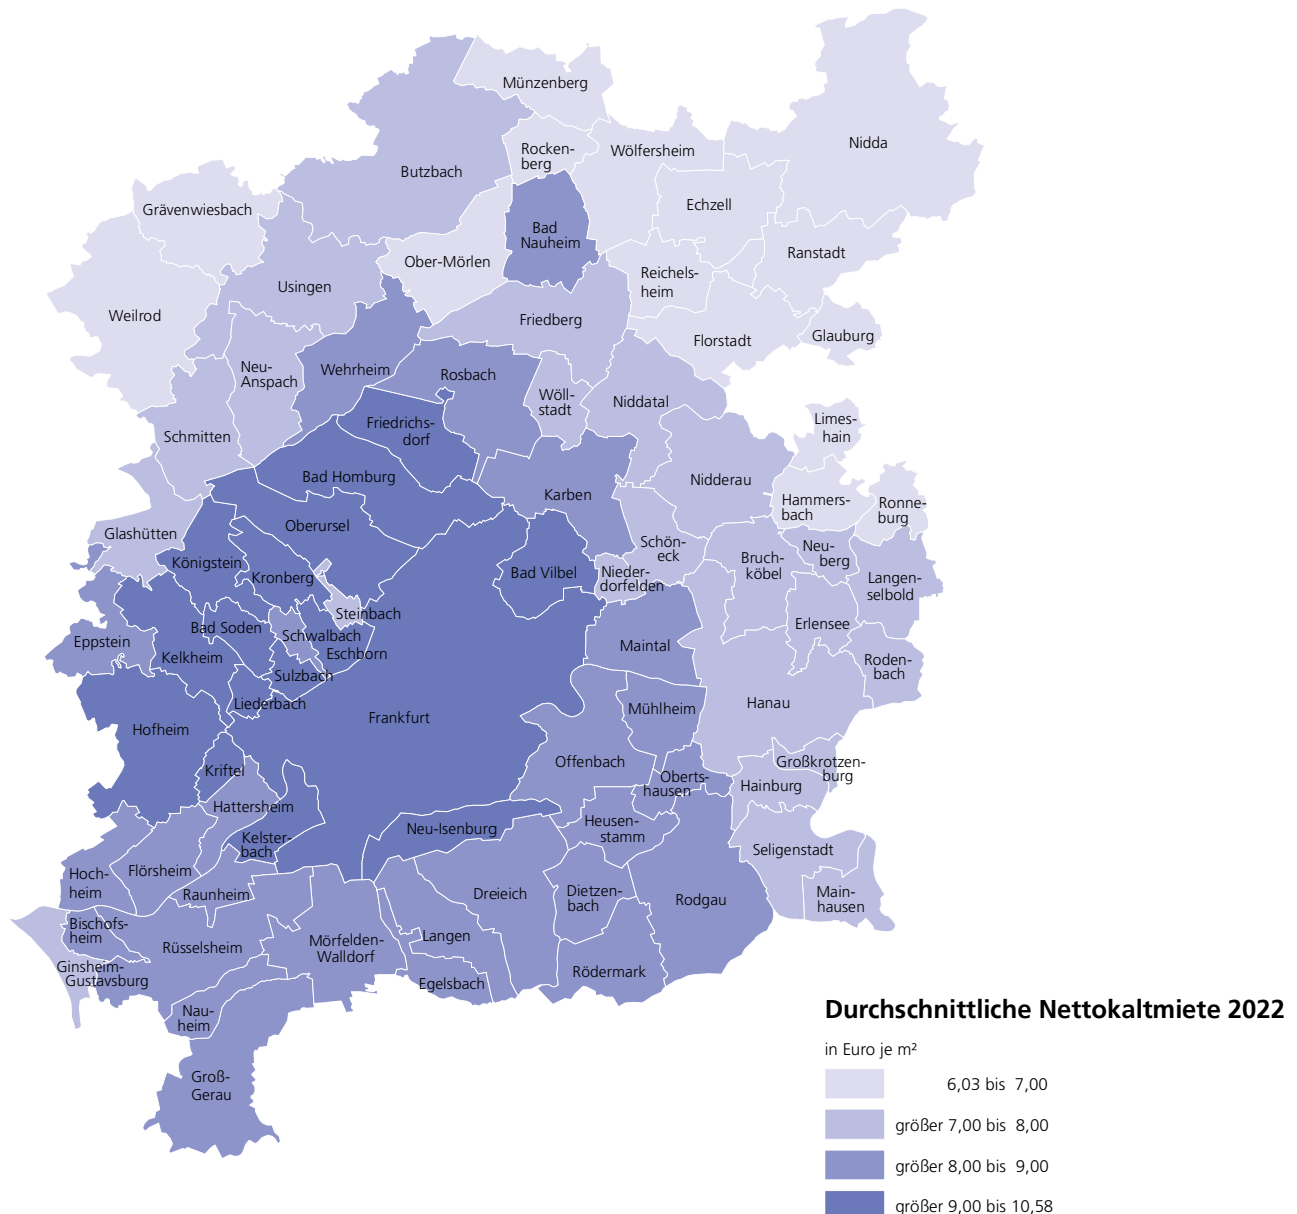 Münzenberg
Nidda
Rocken-
berg
Wölfersheim
Butzbach
Grävenwiesbach
Echzell
Bad
Nauheim
Ober-Mörlen
Ranstadt
Reichels-
heim
Usingen
Weilrod
Friedberg
Florstadt
Glauburg
Neu-
Anspach
Wehrheim
Rosbach
Wöll-
stadt
Niddatal
Schmitten
Friedrichs-
dorf
Limes-
hain
Bad Homburg
Nidderau
Karben
Hammers-
bach
Ronne-
burg
Oberursel
Glashütten
Schön-
eck
Neu-
berg
Königstein
Kronberg
Bad Vilbel
Nieder-
dorfelden
Bruch-
köbel
Langen-
selbold
Steinbach
Bad Soden
Schwalbach
Erlensee
Eppstein
Eschborn
Maintal
Kelkheim
Sulzbach
Roden-
bach
Liederbach
Frankfurt
Mühlheim
Hanau
Hofheim
Offenbach
Großkrotzen-
burg
Kriftel
Oberts-
hausen
Hainburg
Hattersheim
Neu-Isenburg
Heusen-
stamm
Kelster-
bach
Seligenstadt
Hoch-
heim
Flörsheim
Raunheim
Dreieich
Dietzen-
bach
Rodgau
Main-
hausen
Bischofs-
heim
Rüsselsheim
Mörfelden-
Walldorf
Langen
Ginsheim-
Gustavsburg
Egelsbach
Rödermark
Nau-
heim
Groß-
Gerau
Durchschnittliche Nettokaltmiete 2022
in Euro je m²
6,03 bis 7,00
größer 7,00 bis 8,00
größer 8,00 bis 9,00
größer 9,00 bis 10,58